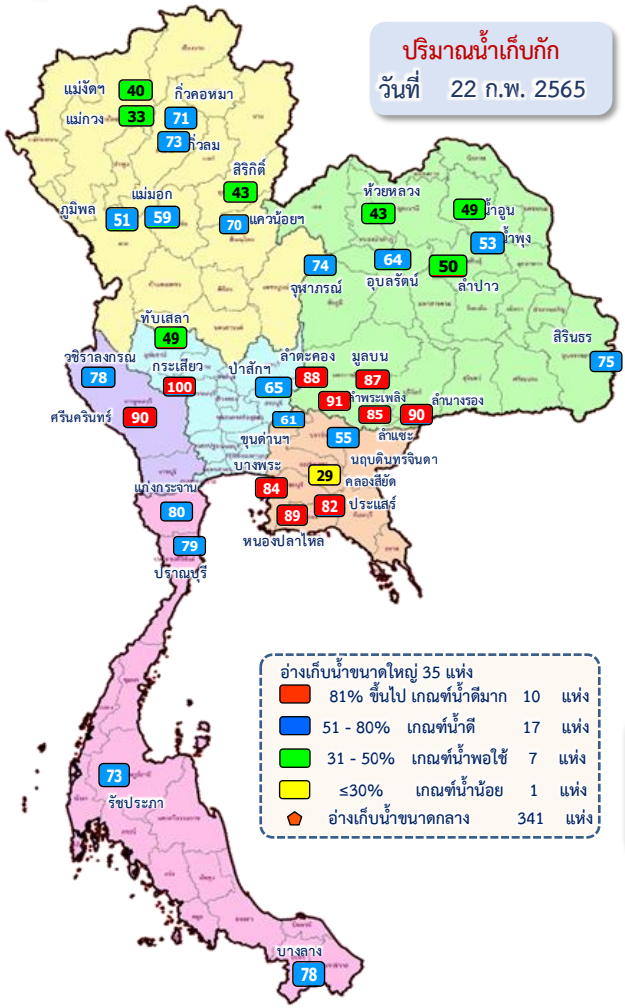 ปริมาณน้ำเก็บกัก
วันที่ 22 ก.พ. 2565
แม่งัดฯ 40
กิ่วคอหมา
แม่กวง 33
71
73 กิ่วลม
สิริกิติ์
43
ภูมิพล 51
แม่มอก
59
70 แควน้อยฯ
ห้วยหลวง
43
49 น้ำอูน
53 น้ำพุง
74
จุฬาภรณ์
64
อุบลรัตน์
50
ลำปาว
สิรินธร
75
ทับเสลา
49
วชิราลงกรณ
78
กระเสียว
100
ศรีนครินทร์ 90
ป่าสักฯ
65
ลำตะคอง
88
มูลบน
87
91 ลำพระเพลิง
85
ลำแชะ
ลำนางรอง
90
61
ขุนด่านฯ
55
นฤบดินทรจินดา
บางพระ
84
29 คลองสียัด
82 ประแสร์
89
หนองปลาไหล
แก่งกระจาน
80
79
ปราณบุรี
73
รัชประภา
บางลาง
78
อ่างเก็บน้ำขนาดใหญ่ 35 แห่ง
81% ขึ้นไป เกณฑ์น้ำดีมาก 10 แห่ง
51 - 80% เกณฑ์น้ำดี 17 แห่ง
31 - 50% เกณฑ์น้ำพอใช้ 7 แห่ง
≤30% เกณฑ์น้ำน้อย 1 แห่ง
อ่างเก็บน้ำขนาดกลาง 341 แห่ง